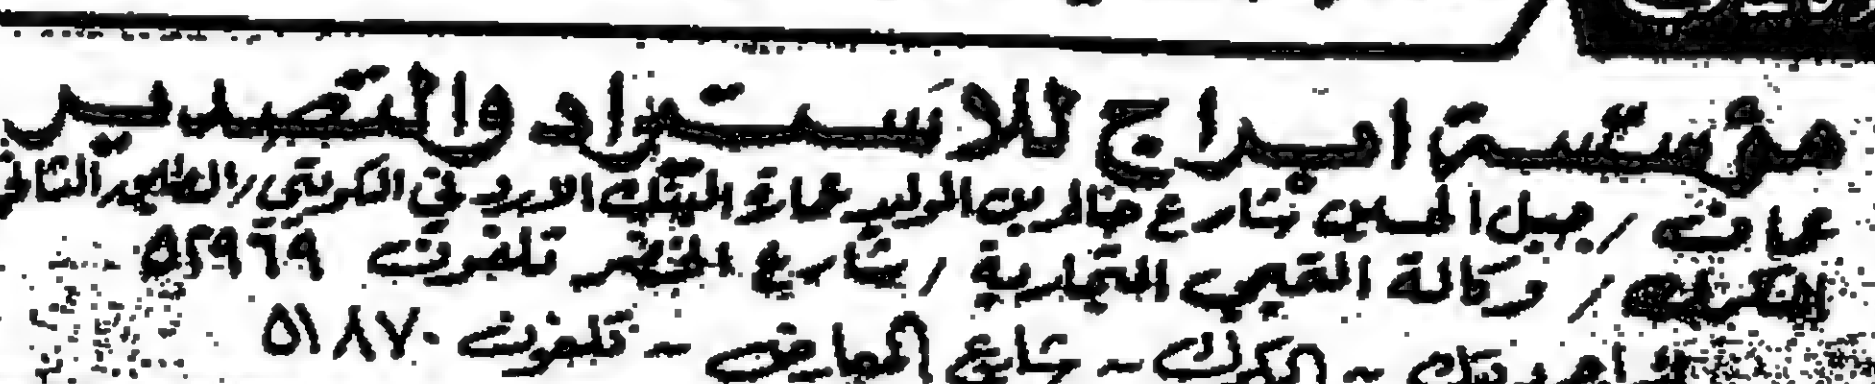 مؤسسة ابراج للاستيراد والتصدير
عمان / جبل الحسين شارع خالد بن الوليد عمارة البنك الاردني الكويتي / الطابق الثاني
الكرك / وكالة القيسي التجارية / شارع الخضر تلفون ٥٢٩٦٩
الكرك - شارع - تلفون ٥١٨٧٠